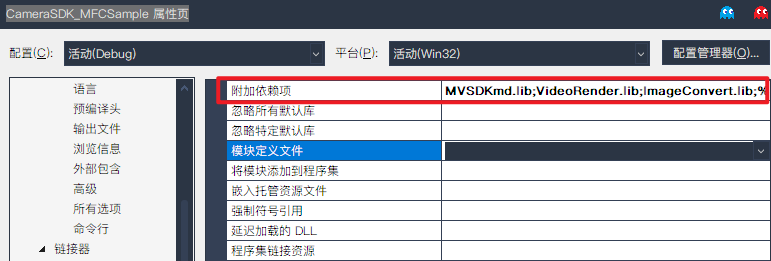 CameraSDK_MFCSample 属性页
配置(C): 活动(Debug) 平台(P): 活动(Win32) 配置管理器(O)...
语言
预编译头
输出文件
浏览信息
外部包含
高级
所有选项
命令行
链接器
附加依赖项 MVSDKmd.lib;VideoRender.lib;ImageConvert.lib;%
忽略所有默认库
忽略特定默认库
模块定义文件
将模块添加到程序集
嵌入托管资源文件
强制符号引用
延迟加载的 DLL
程序集链接资源